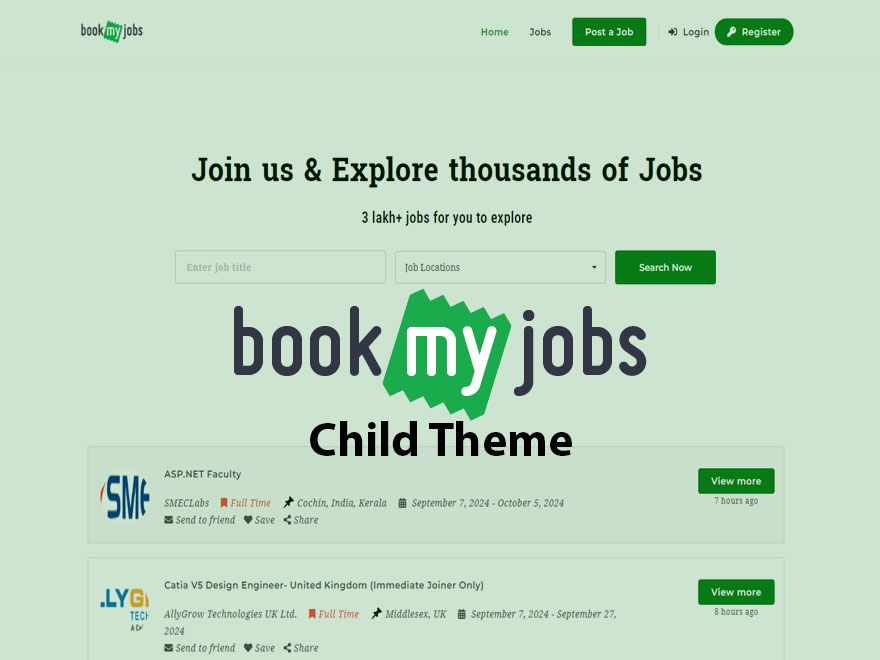 book my jobs
Home Jobs Post a Job Login Register
Join us & Explore thousands of Jobs
3 lakh+ jobs for you to explore
Enter job title Job Locations Search Now
book my jobs
Child Theme
ASP.NET Faculty
View more
SMECLabs Full Time Cochin, India, Kerala September 7, 2024 - October 5, 2024
7 hours ago
Send to friend Save Share
Catia V5 Design Engineer- United Kingdom (Immediate Joiner Only)
View more
AllyGrow Technologies UK Ltd. Full Time Middlesex, UK September 7, 2024 - September 27,
2024
8 hours ago
Send to friend Save Share